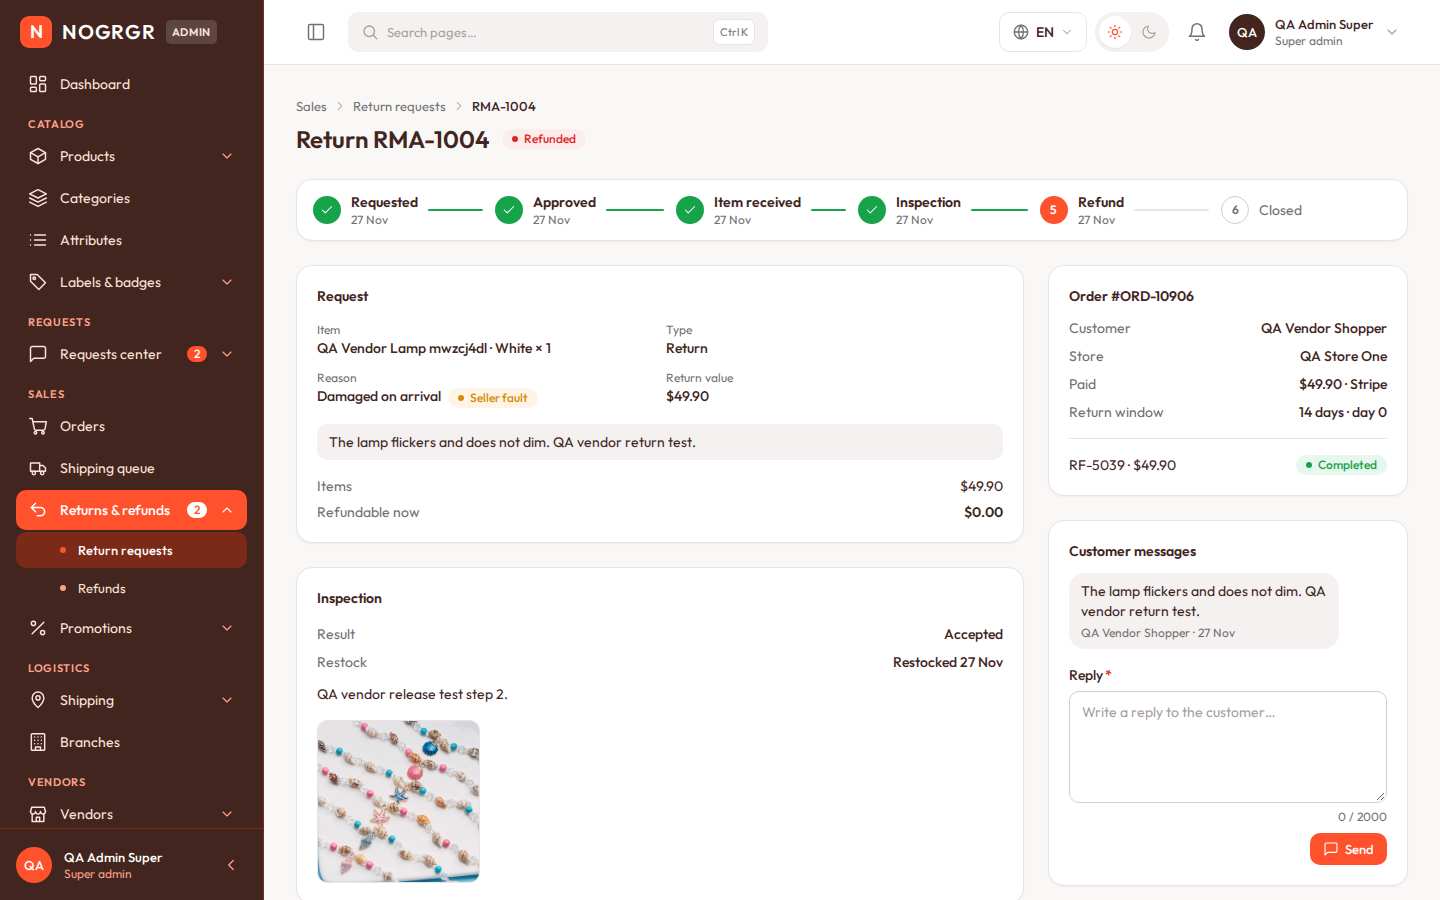 N NOGRGR ADMIN
Search pages... Ctrl K
EN
QA
QA Admin Super
Super admin
Dashboard
CATALOG
Products
Categories
Attributes
Labels & badges
REQUESTS
Requests center 2
SALES
Orders
Shipping queue
Returns & refunds 2
Return requests
Refunds
Promotions
LOGISTICS
Shipping
Branches
VENDORS
Vendors
QA
QA Admin Super
Super admin
Sales > Return requests > RMA-1004
Return RMA-1004 Refunded
Requested
27 Nov
Approved
27 Nov
Item received
27 Nov
Inspection
27 Nov
5 Refund
27 Nov
6 Closed
Request
Item
QA Vendor Lamp mwzcj4dl · White × 1
Type
Return
Reason
Damaged on arrival Seller fault
Return value
$49.90
The lamp flickers and does not dim. QA vendor return test.
Items $49.90
Refundable now $0.00
Inspection
Result Accepted
Restock Restocked 27 Nov
QA vendor release test step 2.
Order #ORD-10906
Customer QA Vendor Shopper
Store QA Store One
Paid $49.90 · Stripe
Return window 14 days · day 0
RF-5039 · $49.90 Completed
Customer messages
The lamp flickers and does not dim. QA
vendor return test.
QA Vendor Shopper · 27 Nov
Reply *
Write a reply to the customer...
0 / 2000
Send